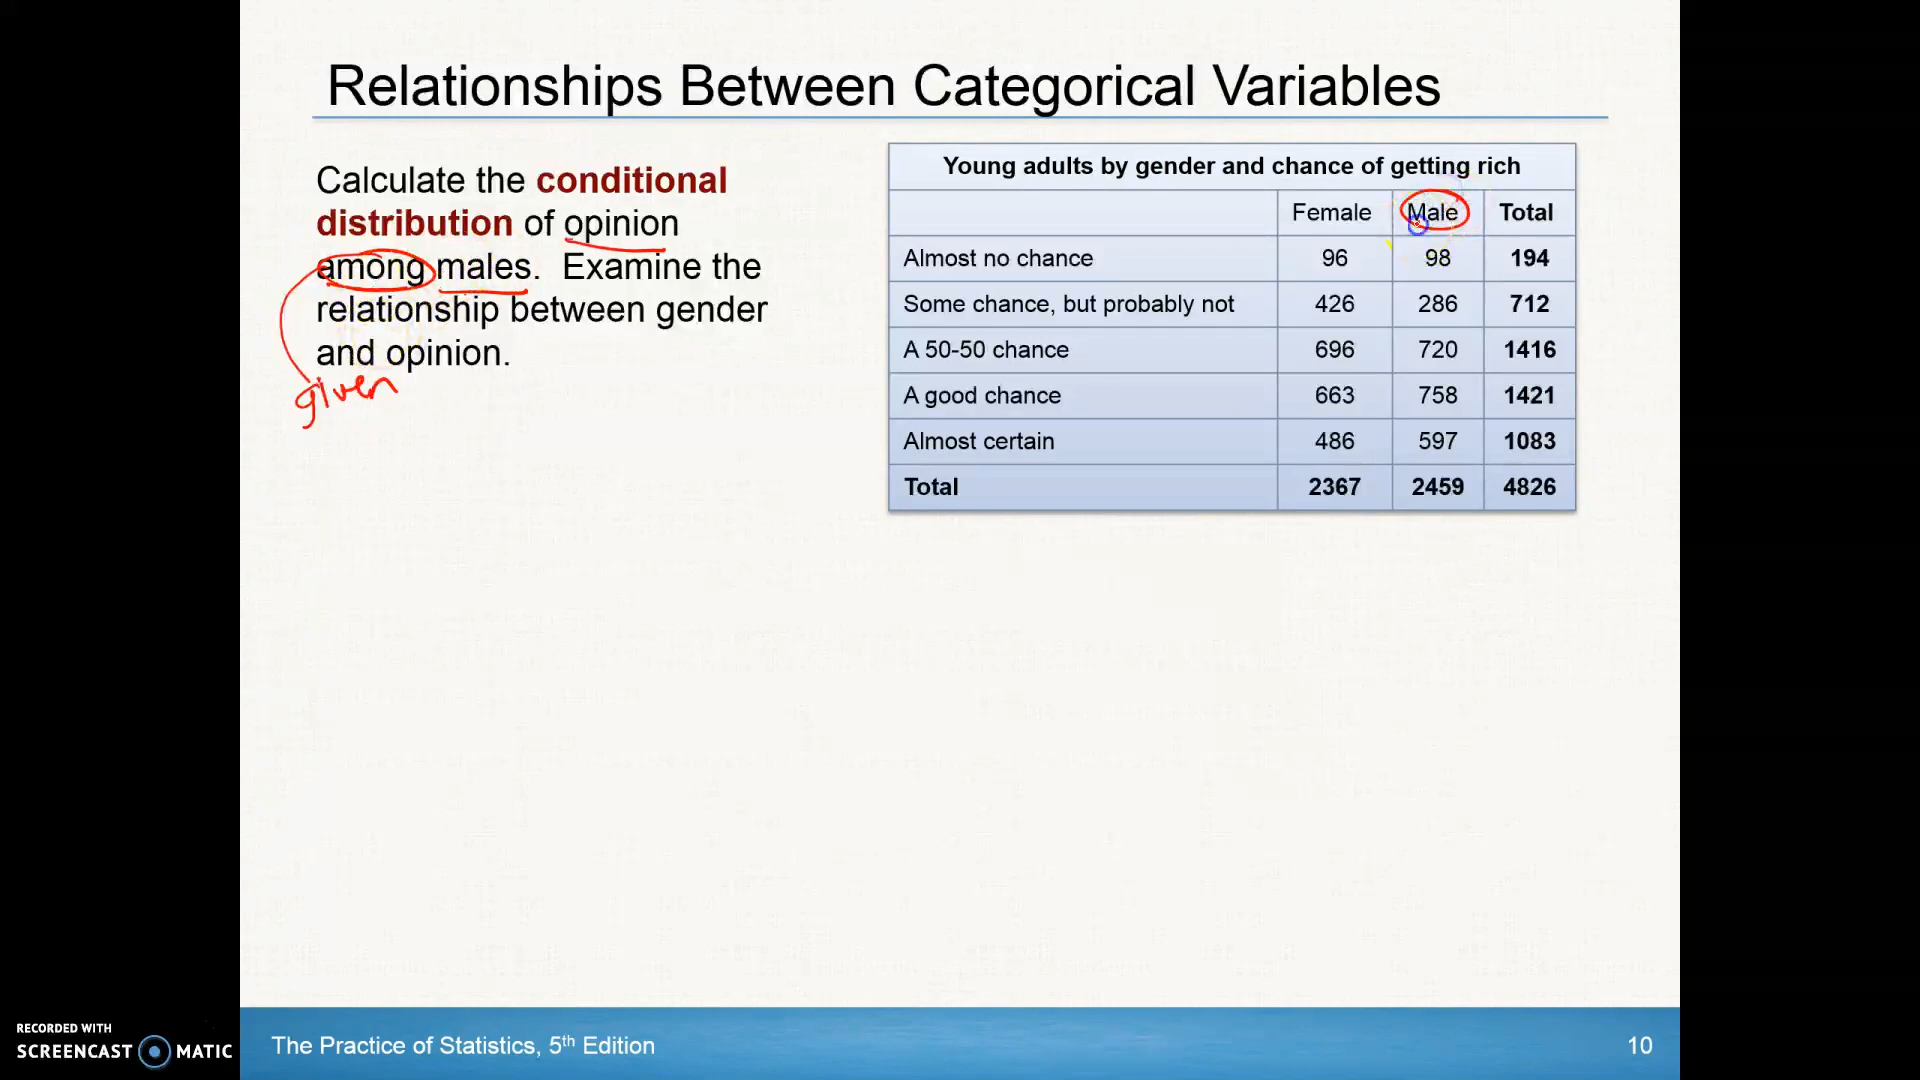 Relationships Between Categorical Variables
Calculate the conditional
distribution of opinion
among males. Examine the
relationship between gender
and opinion.
given
Young adults by gender and chance of getting rich
Female Male Total
Almost no chance 96 98 194
Some chance, but probably not 426 286 712
A 50-50 chance 696 720 1416
A good chance 663 758 1421
Almost certain 486 597 1083
Total 2367 2459 4826
RECORDED WITH
SCREENCAST MATIC
The Practice of Statistics, 5th Edition
10